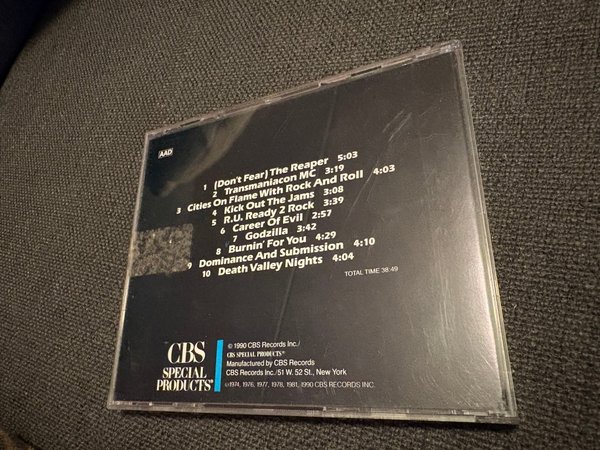 AAD
1 (Don't Fear) The Reaper 5:03
2 Transmaniacon MC 3:19
3 Cities On Flame With Rock And Roll 4:03
4 Kick Out The Jams 3:08
5 R.U. Ready 2 Rock 3:39
6 Career Of Evil 2:57
7 Godzilla 3:42
8 Burnin' For You 4:29
9 Dominance And Submission 4:10
10 Death Valley Nights 4:04
TOTAL TIME 38:49
CBS
SPECIAL
PRODUCTS®
© 1990 CBS Records Inc./
CBS SPECIAL PRODUCTS®
Manufactured by CBS Records
CBS Records Inc./51 W. 52 St., New York
℗1974, 1976, 1977, 1978, 1981, 1990 CBS RECORDS INC.